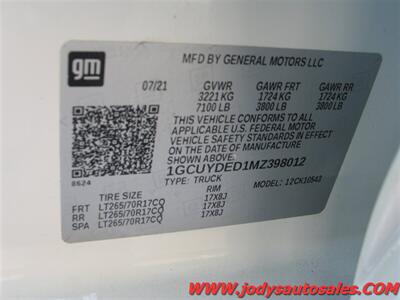 gm
MFD BY GENERAL MOTORS LLC
07/21 GVWR GAWR FRT GAWR RR
3221 KG 1724 KG 1724 KG
7100 LB 3800 LB 3800 LB
THIS VEHICLE CONFORMS TO ALL
APPLICABLE U.S. FEDERAL MOTOR
VEHICLE SAFETY STANDARDS IN
EFFECT ON THE DATE OF
MANUFACTURE SHOWN ABOVE.
1GCUYDED1MZ398012
TYPE: TRUCK MODEL: 12CK10543
8624
TIRE SIZE RIM
FRT LT265/70R17CQ 17X8J
RR LT265/70R17CQ 17X8J
SPA LT265/70R17CQ 17X8J
www.jodysautosales.com